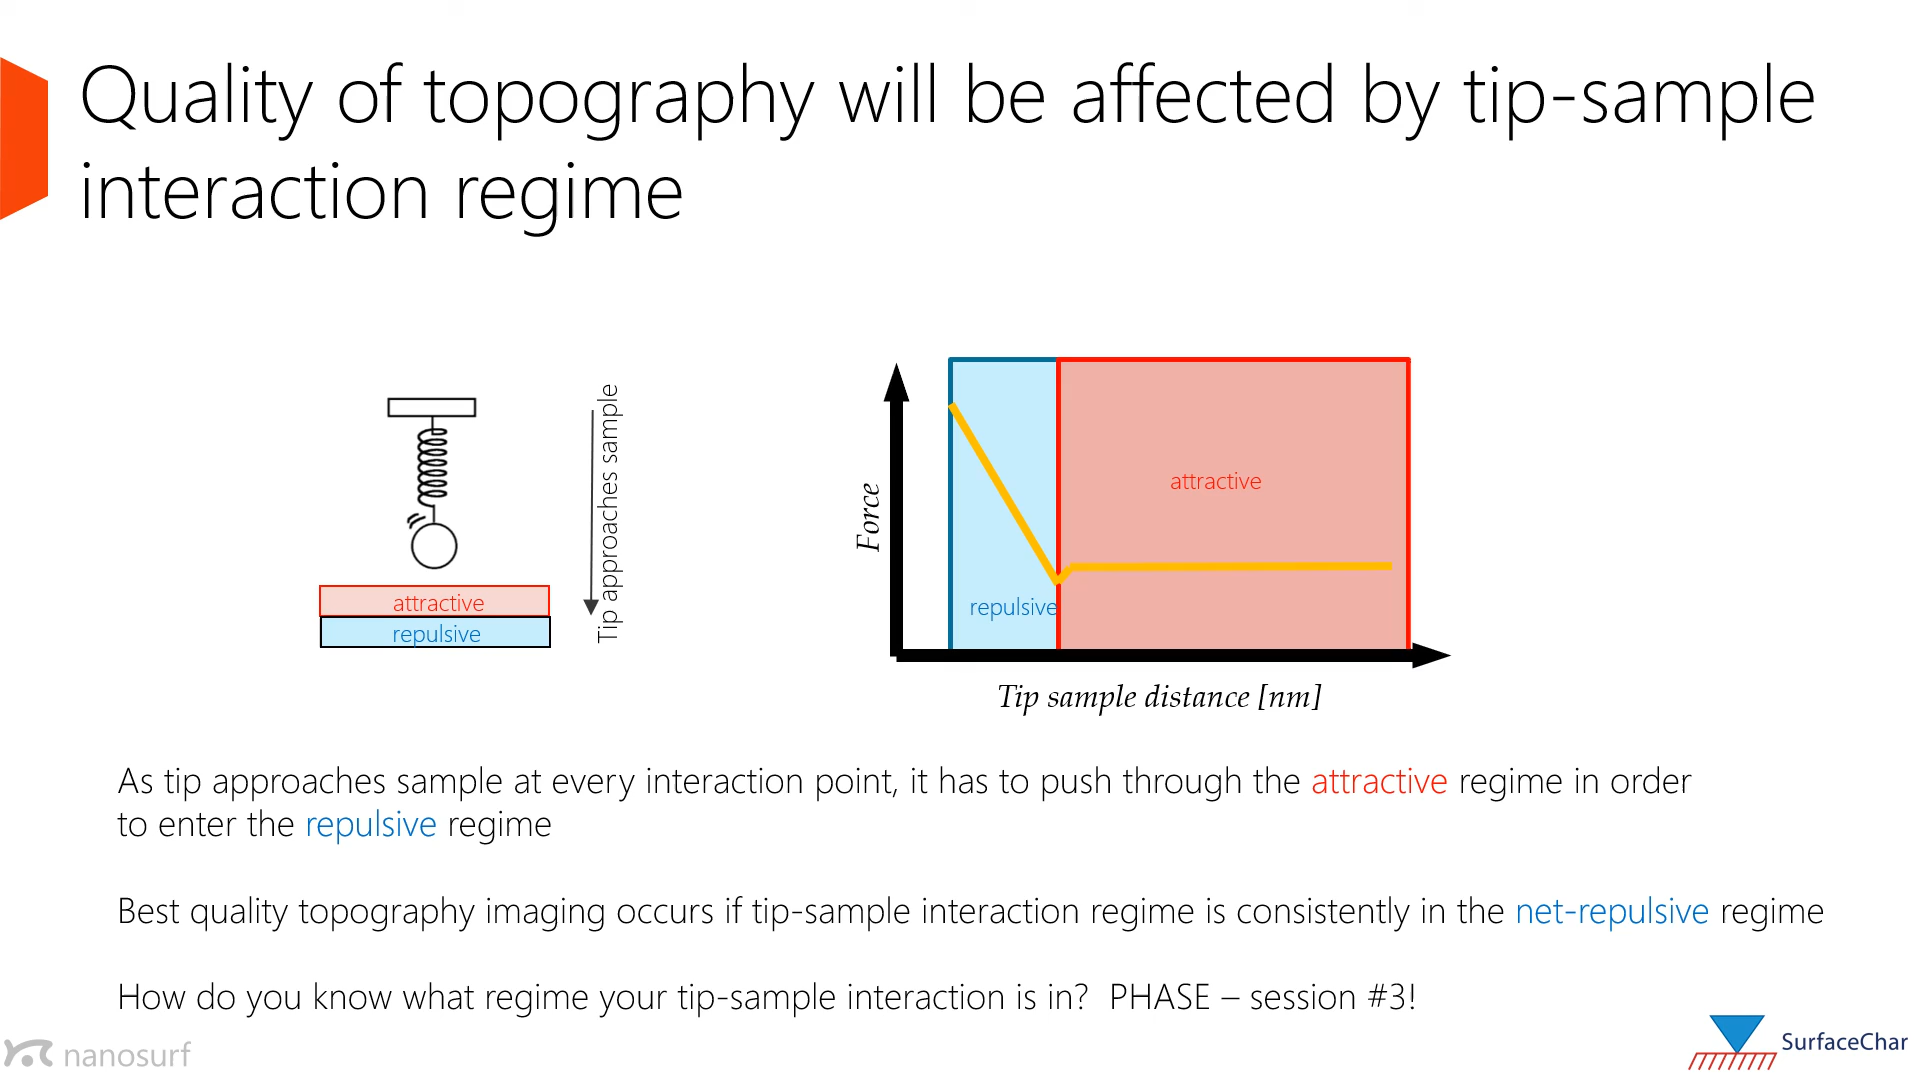 Quality of topography will be affected by tip-sample
interaction regime
attractive
repulsive
Tip approaches sample
Force
attractive
repulsive
Tip sample distance [nm]
As tip approaches sample at every interaction point, it has to push through the attractive regime in order
to enter the repulsive regime
Best quality topography imaging occurs if tip-sample interaction regime is consistently in the net-repulsive regime
How do you know what regime your tip-sample interaction is in?  PHASE – session #3!
nanosurf
SurfaceChar